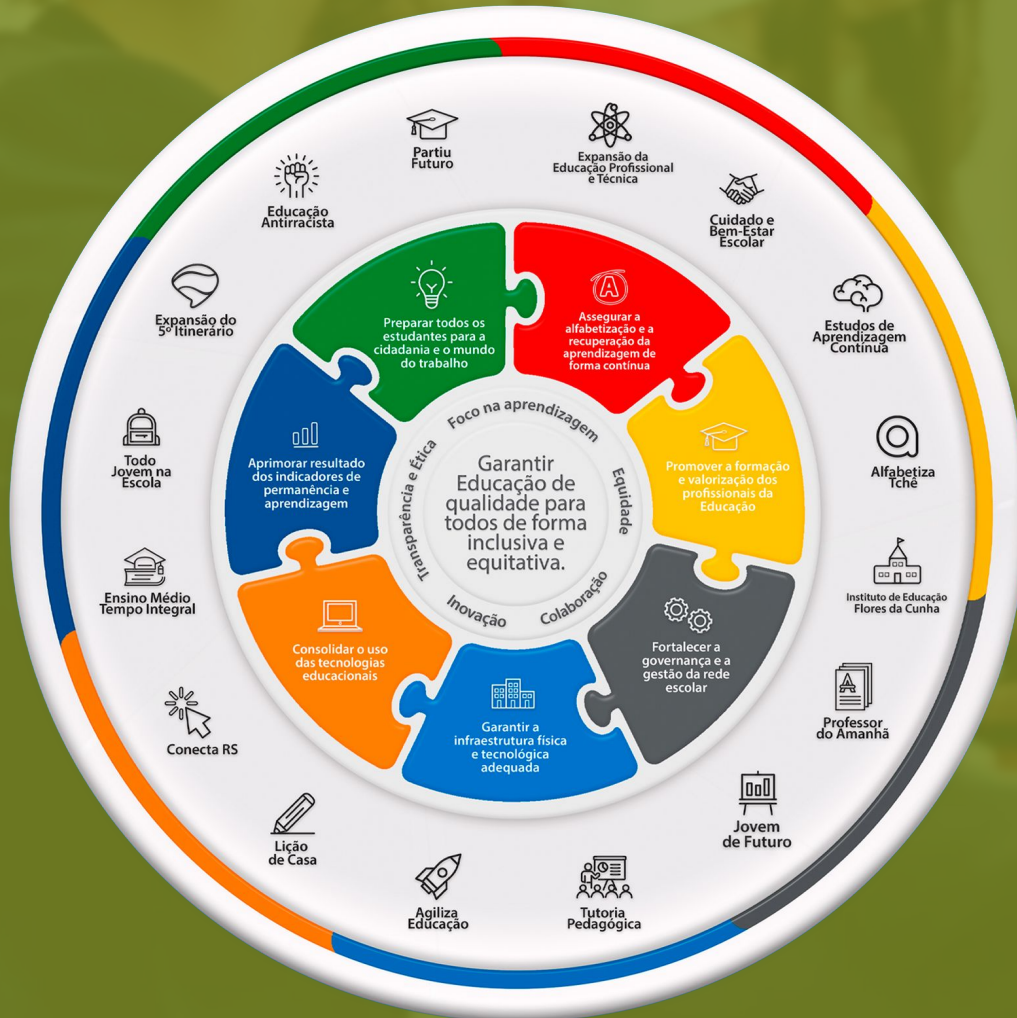 Partiu
Futuro
Expansão da
Educação Profissional
e Técnica
Cuidado e
Bem-Estar
Escolar
Estudos de
Aprendizagem
Contínua
Alfabetiza
Tchê
Instituto de Educação
Flores da Cunha
Professor
do Amanhã
Jovem
de Futuro
Tutoria
Pedagógica
Agiliza
Educação
Lição
de Casa
Conecta RS
Ensino Médio
Tempo Integral
Todo
Jovem na
Escola
Expansão do
5º Itinerário
Educação
Antirracista
Preparar todos os
estudantes para a
cidadania e o mundo
do trabalho
A
Assegurar a
alfabetização e a
recuperação da
aprendizagem de
forma contínua
Promover a formação
e valorização dos
profissionais da
Educação
Fortalecer a
governança e a
gestão da rede
escolar
Garantir a
infraestrutura física
e tecnológica
adequada
Consolidar o uso
das tecnologias
educacionais
Aprimorar resultado
dos indicadores de
permanência e
aprendizagem
Foco na aprendizagem
Equidade
Colaboração
Inovação
Transparência e Ética
Garantir
Educação de
qualidade para
todos de forma
inclusiva e
equitativa.